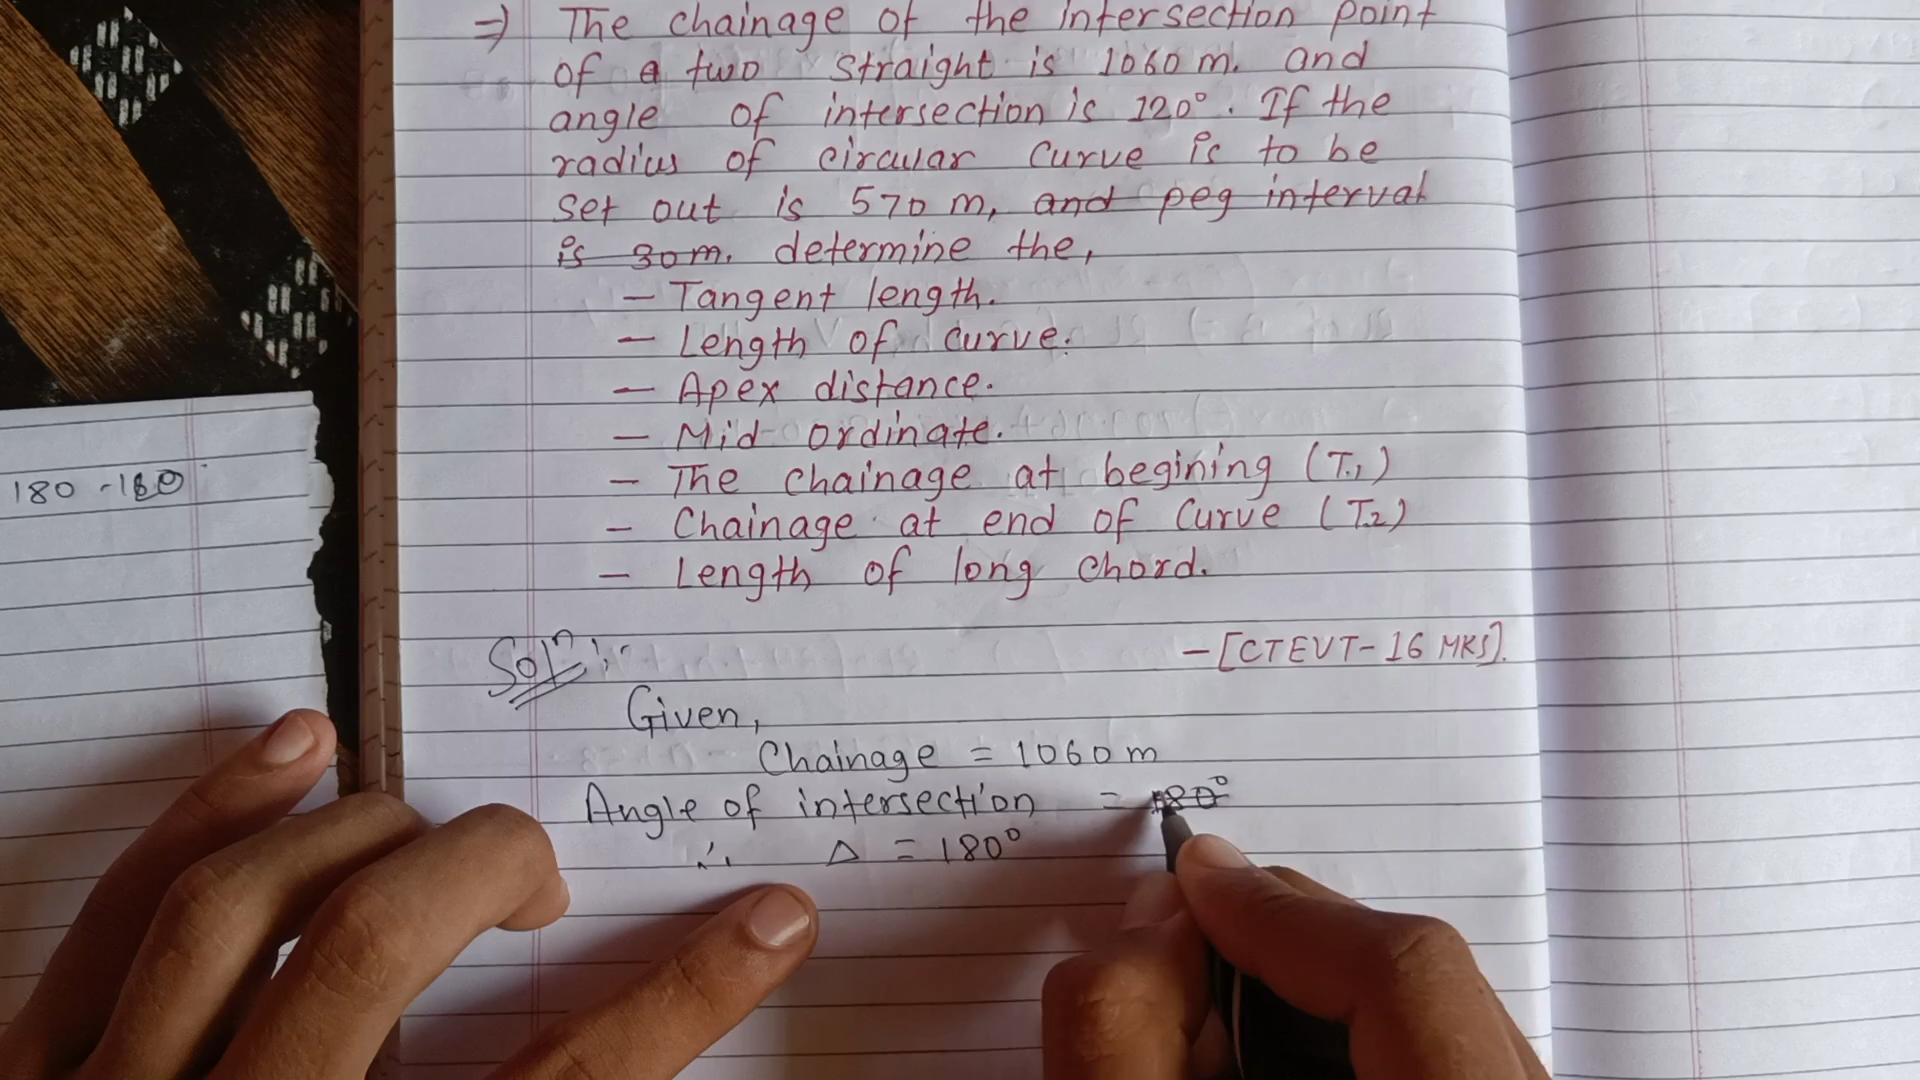 ⇒ The chainage of the intersection point
of a two straight is 1060 m. and
angle of intersection is 120°. If the
radius of circular curve is to be
set out is 570 m, and peg interval
is 30m. determine the,
- Tangent length.
- Length of curve.
- Apex distance.
- Mid ordinate.
- The chainage at begining (T1)
- Chainage at end of curve (T2)
- Length of long chord.
- [CTEVT- 16 MKS].
Solⁿ:-
Given,
Chainage = 1060 m
Angle of intersection = 180°
∴ Δ = 180°
180 -180